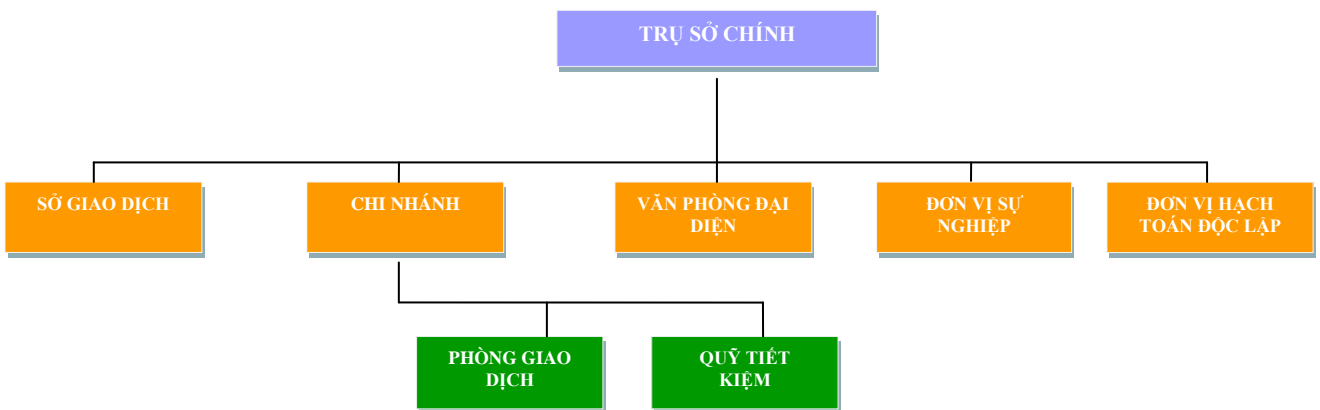 TRỤ SỞ CHÍNH
SỞ GIAO DỊCH
CHI NHÁNH
VĂN PHÒNG ĐẠI
DIỆN
ĐƠN VỊ SỰ
NGHIỆP
ĐƠN VỊ HẠCH
TOÁN ĐỘC LẬP
PHÒNG GIAO
DỊCH
QUỸ TIẾT
KIỆM